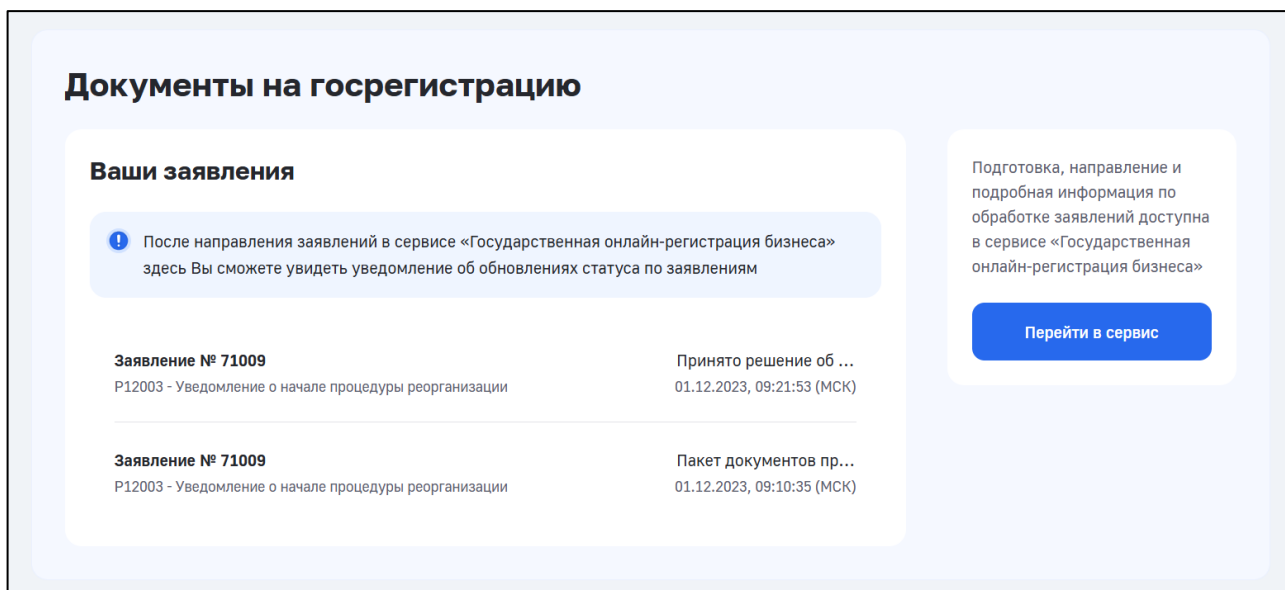 Документы на госрегистрацию
Ваши заявления
После направления заявлений в сервисе «Государственная онлайн-регистрация бизнеса»
здесь Вы сможете увидеть уведомление об обновлениях статуса по заявлениям
Заявление № 71009
Принято решение об ...
Р12003 - Уведомление о начале процедуры реорганизации
01.12.2023, 09:21:53 (МСК)
Заявление № 71009
Пакет документов пр...
Р12003 - Уведомление о начале процедуры реорганизации
01.12.2023, 09:10:35 (МСК)
Подготовка, направление и
подробная информация по
обработке заявлений доступна
в сервисе «Государственная
онлайн-регистрация бизнеса»
Перейти в сервис